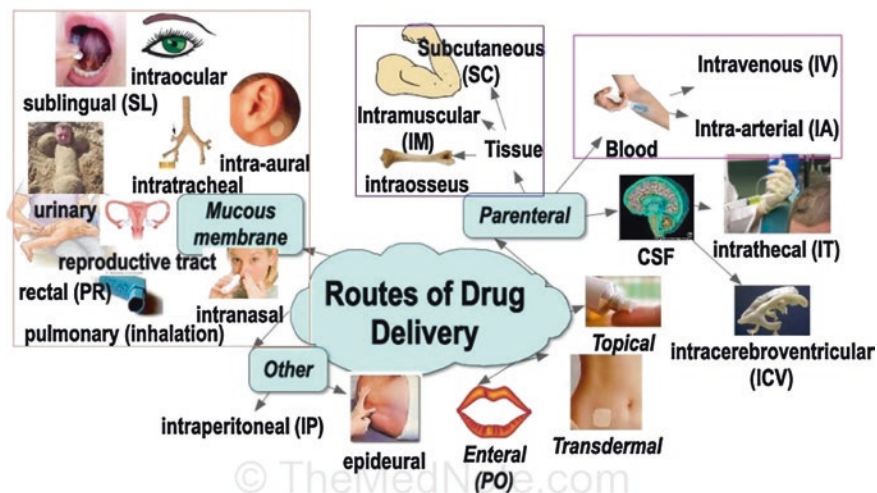 sublingual (SL)
intraocular
intratracheal
intra-aural
urinary
reproductive tract
rectal (PR)
pulmonary (inhalation)
intranasal
Mucous
membrane
Subcutaneous
(SC)
Intramuscular
(IM)
intraosseus
Tissue
Blood
Intravenous (IV)
Intra-arterial (IA)
Parenteral
CSF
intrathecal (IT)
intracerebroventricular
(ICV)
Routes of Drug
Delivery
Topical
Transdermal
Enteral
(PO)
Other
intraperitoneal (IP)
epideural
© TheMedNote.com